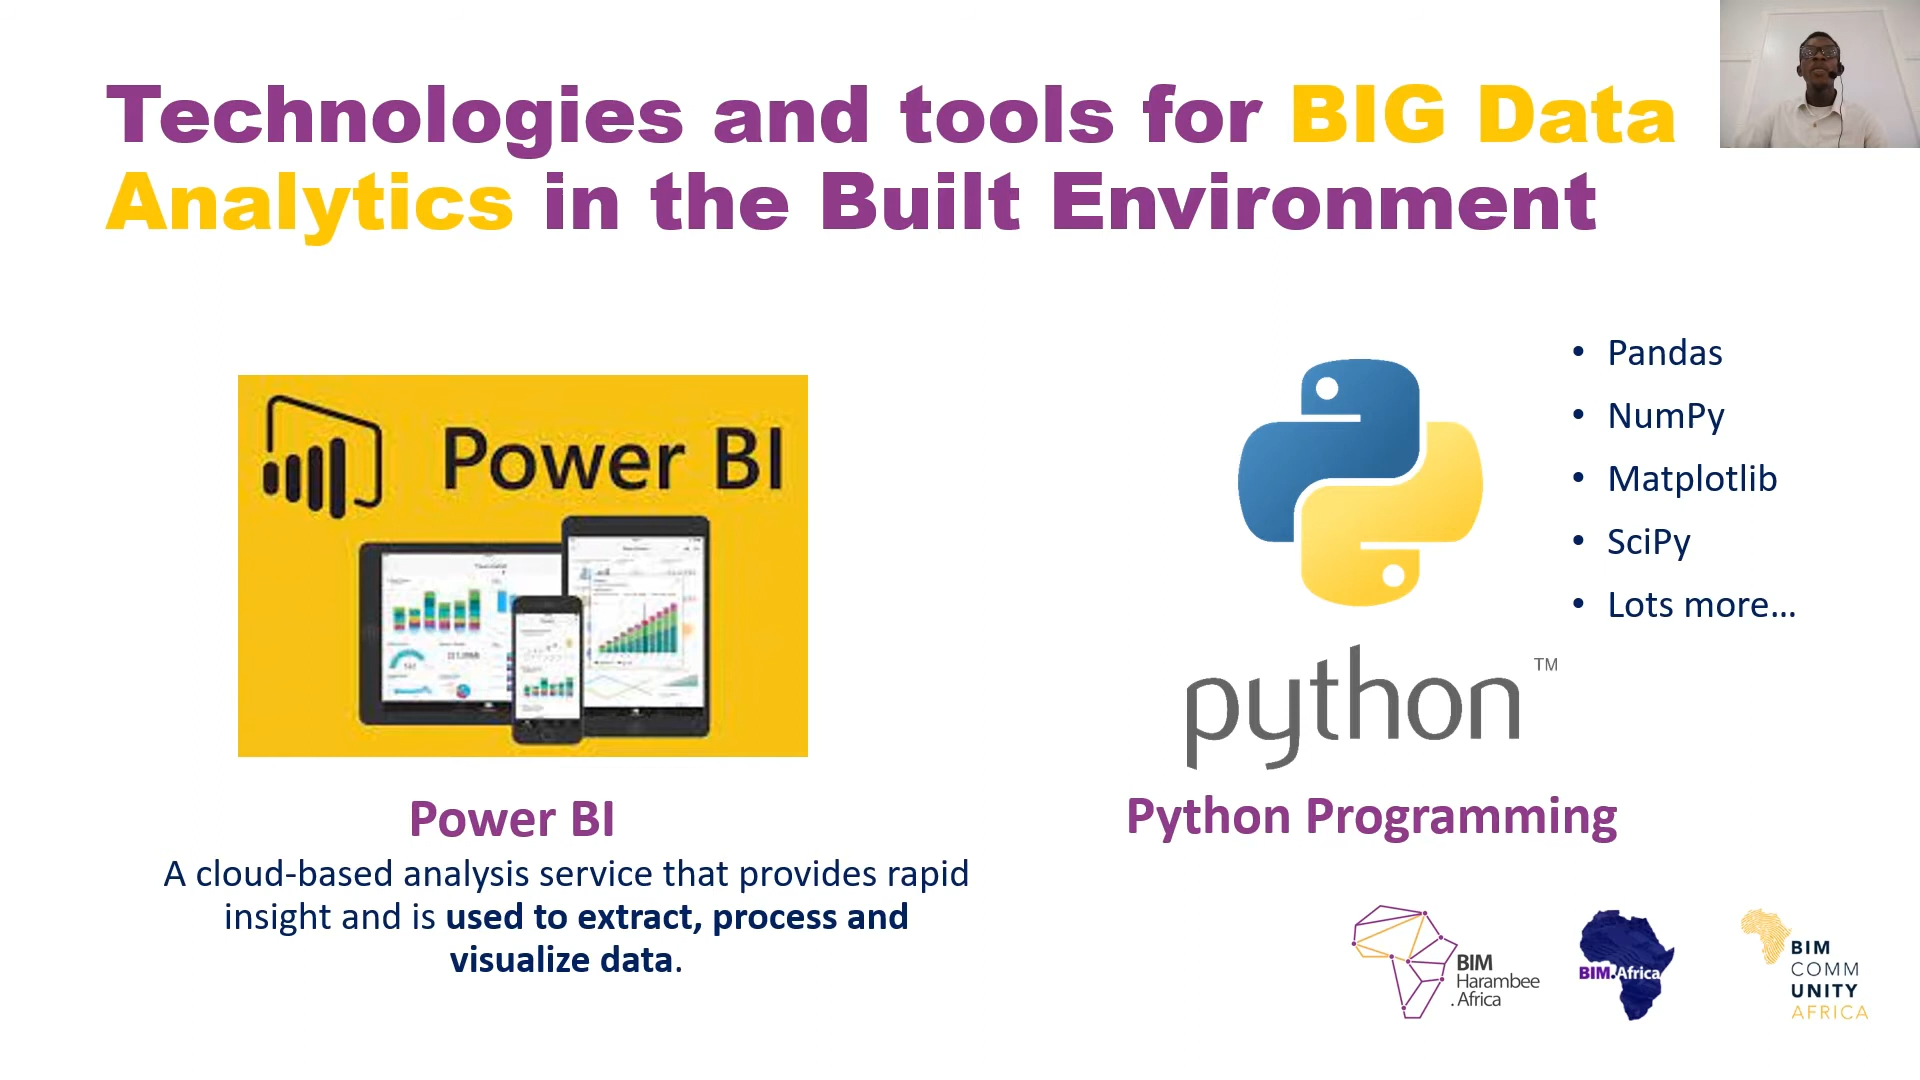 Technologies and tools for BIG Data
Analytics in the Built Environment
Power BI
Power BI
A cloud-based analysis service that provides rapid
insight and is used to extract, process and
visualize data.
• Pandas
• NumPy
• Matplotlib
• SciPy
• Lots more...
python™
Python Programming
BIM
Harambee
.Africa
BIM.Africa
BIM
COMM
UNITY
AFRICA